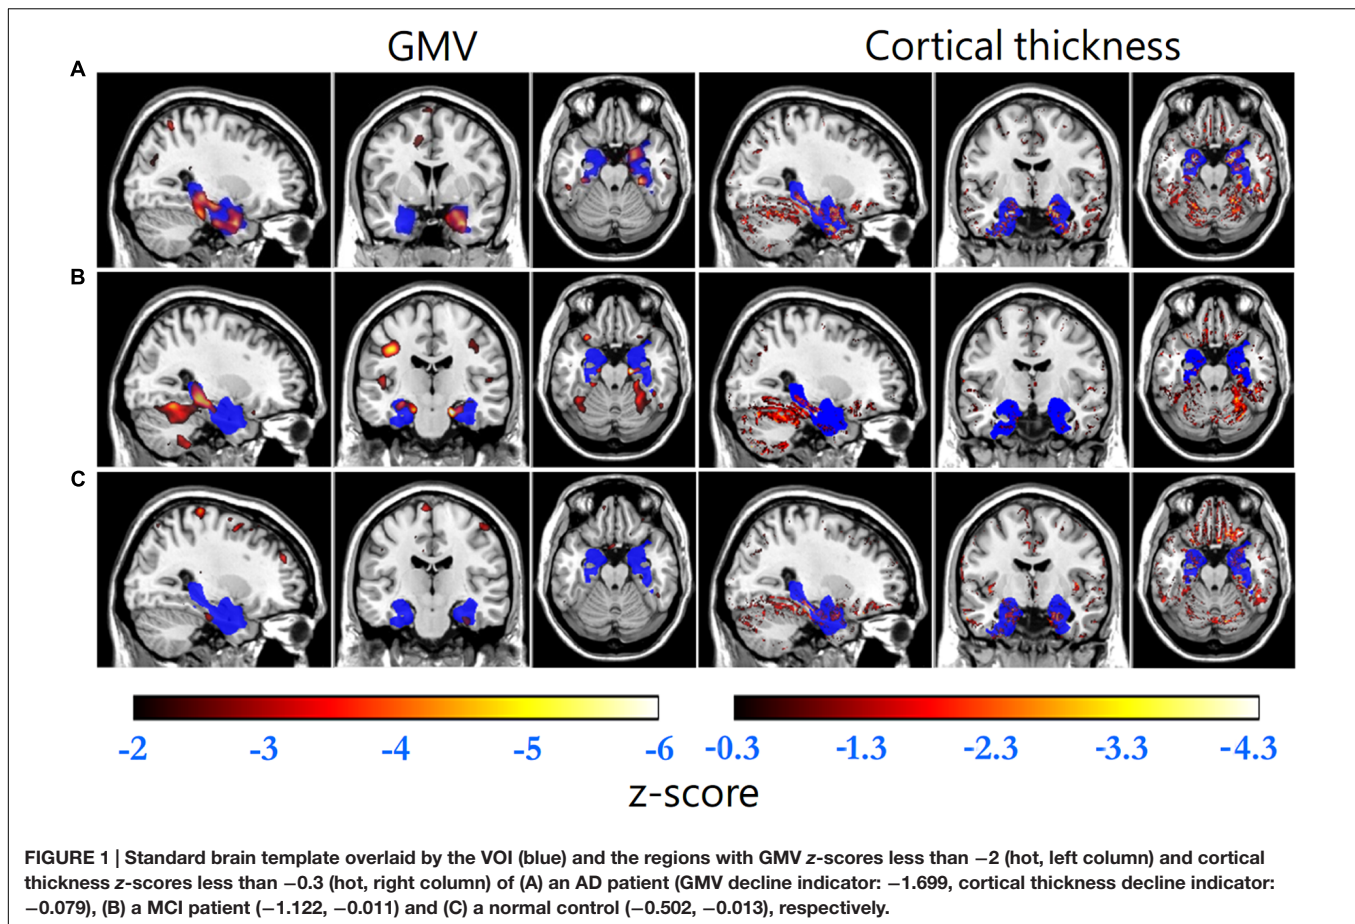 GMV Cortical thickness
A
B
C
-2 -3 -4 -5 -6 -0.3 -1.3 -2.3 -3.3 -4.3
z-score
FIGURE 1 | Standard brain template overlaid by the VOI (blue) and the regions with GMV z-scores less than −2 (hot, left column) and cortical
thickness z-scores less than −0.3 (hot, right column) of (A) an AD patient (GMV decline indicator: −1.699, cortical thickness decline indicator:
−0.079), (B) a MCI patient (−1.122, −0.011) and (C) a normal control (−0.502, −0.013), respectively.